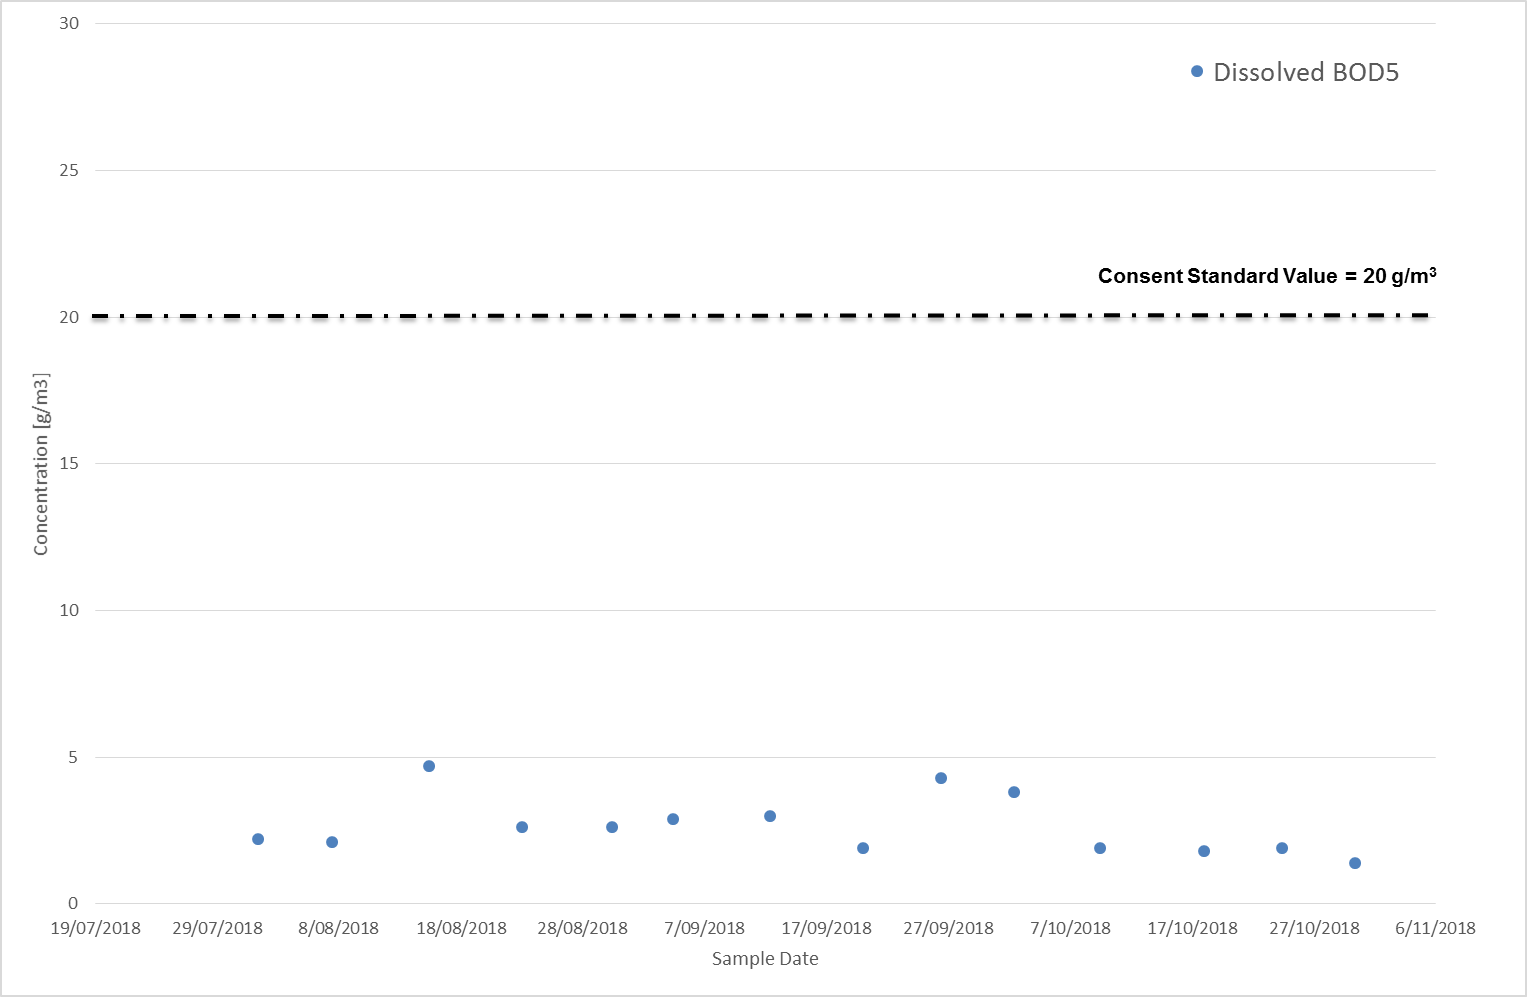 30
Dissolved BOD5
25
Consent Standard Value = 20 g/m³
20
Concentration [g/m3]
15
10
5
0
19/07/2018 29/07/2018 8/08/2018 18/08/2018 28/08/2018 7/09/2018 17/09/2018 27/09/2018 7/10/2018 17/10/2018 27/10/2018 6/11/2018
Sample Date